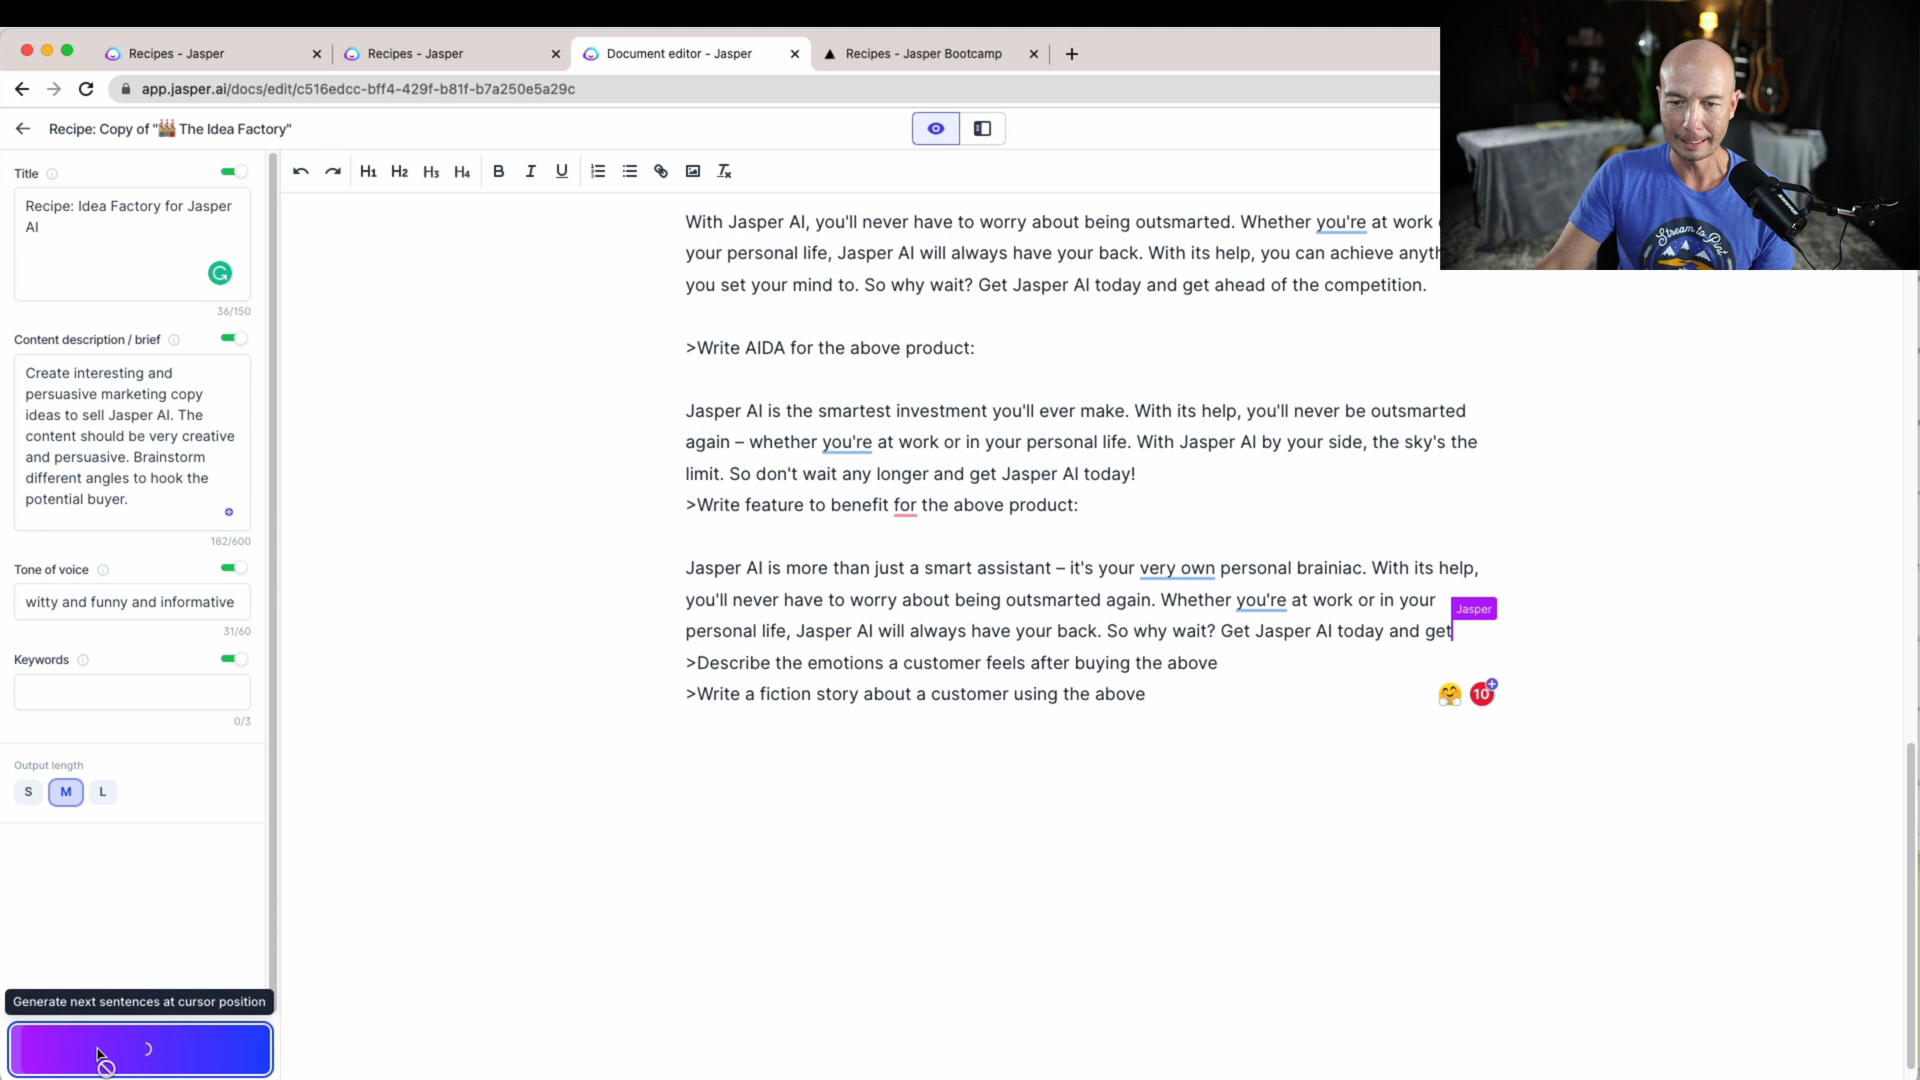 Recipes - Jasper
Recipes - Jasper
Document editor - Jasper
Recipes - Jasper Bootcamp
app.jasper.ai/docs/edit/c516edcc-bff4-429f-b81f-b7a250e5a29c
Recipe: Copy of "🏭 The Idea Factory"
H1 H2 H3 H4 B I U
Title
Recipe: Idea Factory for Jasper
AI
36/150
Content description / brief
Create interesting and
persuasive marketing copy
ideas to sell Jasper AI. The
content should be very creative
and persuasive. Brainstorm
different angles to hook the
potential buyer.
182/600
Tone of voice
witty and funny and informative
31/60
Keywords
0/3
Output length
S M L
Generate next sentences at cursor position
With Jasper AI, you'll never have to worry about being outsmarted. Whether you're at work
your personal life, Jasper AI will always have your back. With its help, you can achieve anyth
you set your mind to. So why wait? Get Jasper AI today and get ahead of the competition.
>Write AIDA for the above product:
Jasper AI is the smartest investment you'll ever make. With its help, you'll never be outsmarted
again – whether you're at work or in your personal life. With Jasper AI by your side, the sky's the
limit. So don't wait any longer and get Jasper AI today!
>Write feature to benefit for the above product:
Jasper AI is more than just a smart assistant – it's your very own personal brainiac. With its help,
you'll never have to worry about being outsmarted again. Whether you're at work or in your
Jasper
personal life, Jasper AI will always have your back. So why wait? Get Jasper AI today and get
>Describe the emotions a customer feels after buying the above
>Write a fiction story about a customer using the above
10
Stream to Pint